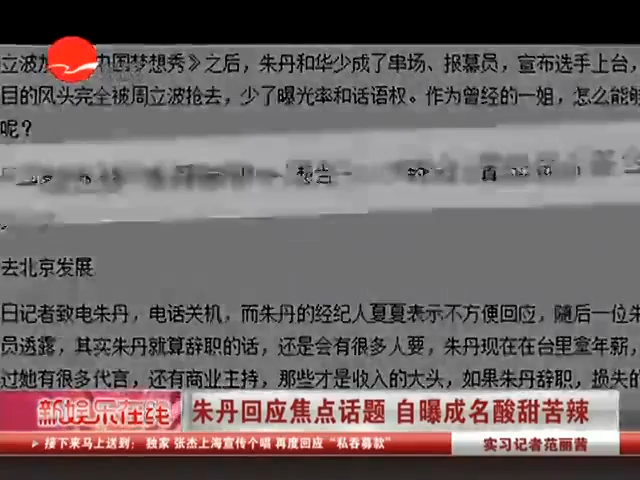 立波加 中国梦想秀》之后，朱丹和华少成了串场、报幕员，宣布选手上台，
目的风头完全被周立波抢去，少了曝光率和话语权。作为曾经的一姐，怎么能够
呢？
去北京发展
日记者致电朱丹，电话关机，而朱丹的经纪人夏夏表示不方便回应，随后一位朱
员透露，其实朱丹就算辞职的话，还是会有很多人要，朱丹现在在台里拿年薪，
过她有很多代言，还有商业主持，那些才是收入的大头，如果朱丹辞职，损失的
新娱乐在线
朱丹回应焦点话题 自曝成名酸甜苦辣
接下来马上送到： 独家 张杰上海宣传个唱 再度回应“私吞募款”
实习记者范丽茜